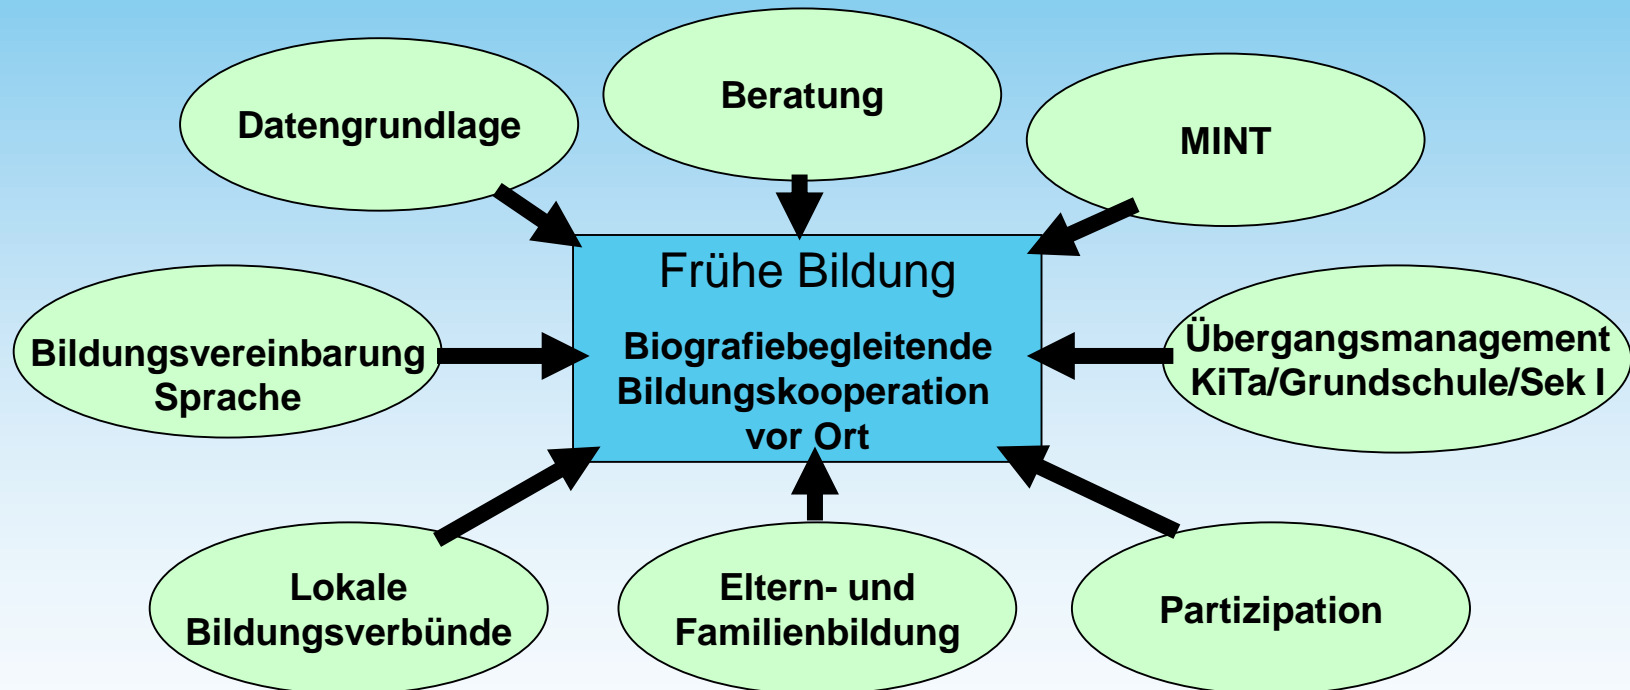 Datengrundlage
Beratung
MINT
Frühe Bildung
Biografiebegleitende
Bildungskooperation
vor Ort
Bildungsvereinbarung
Sprache
Übergangsmanagement
KiTa/Grundschule/Sek I
Lokale
Bildungsverbünde
Eltern- und
Familienbildung
Partizipation